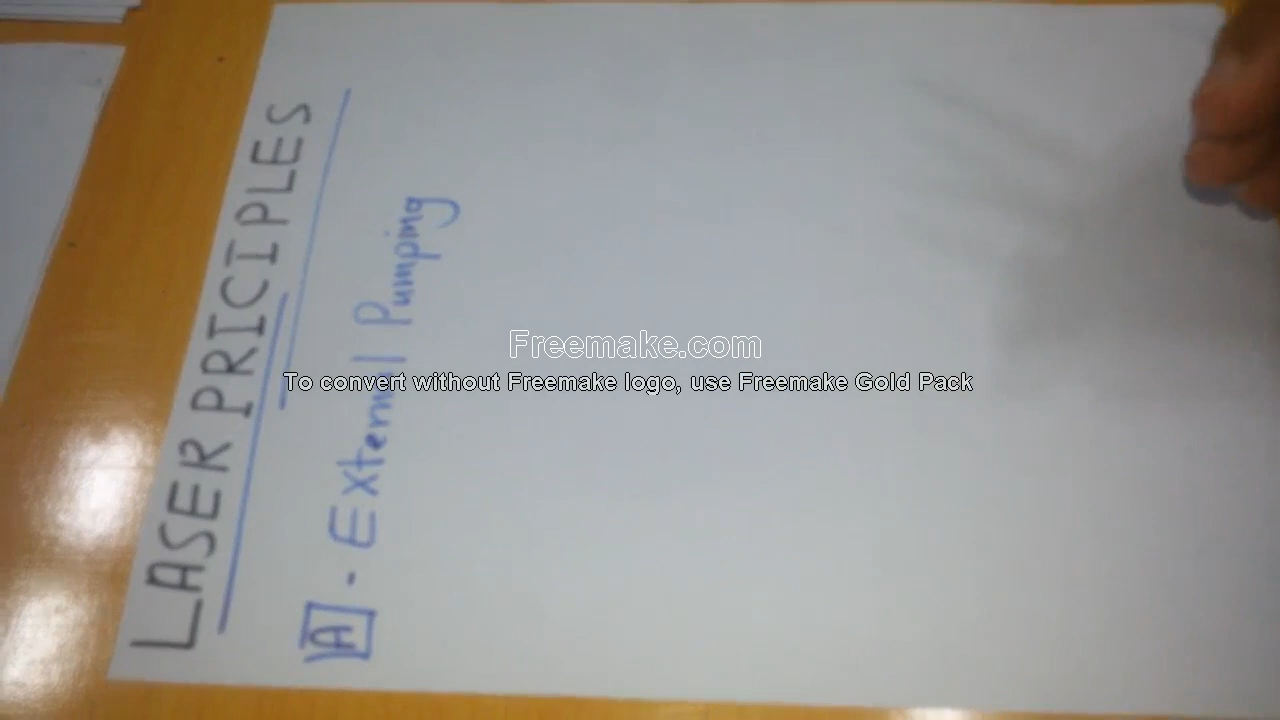 LASER PRICIPLES
A - External Pumping
Freemake.com
To convert without Freemake logo, use Freemake Gold Pack